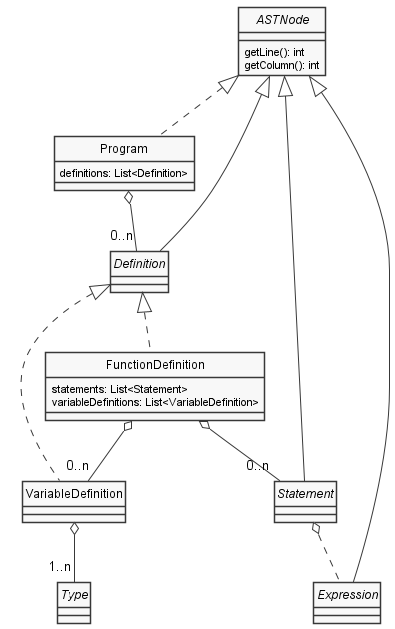 ASTNode
getLine(): int
getColumn(): int
Program
definitions: List<Definition>
0..n
Definition
FunctionDefinition
statements: List<Statement>
variableDefinitions: List<VariableDefinition>
0..n
0..n
VariableDefinition
Statement
1..n
Type
Expression